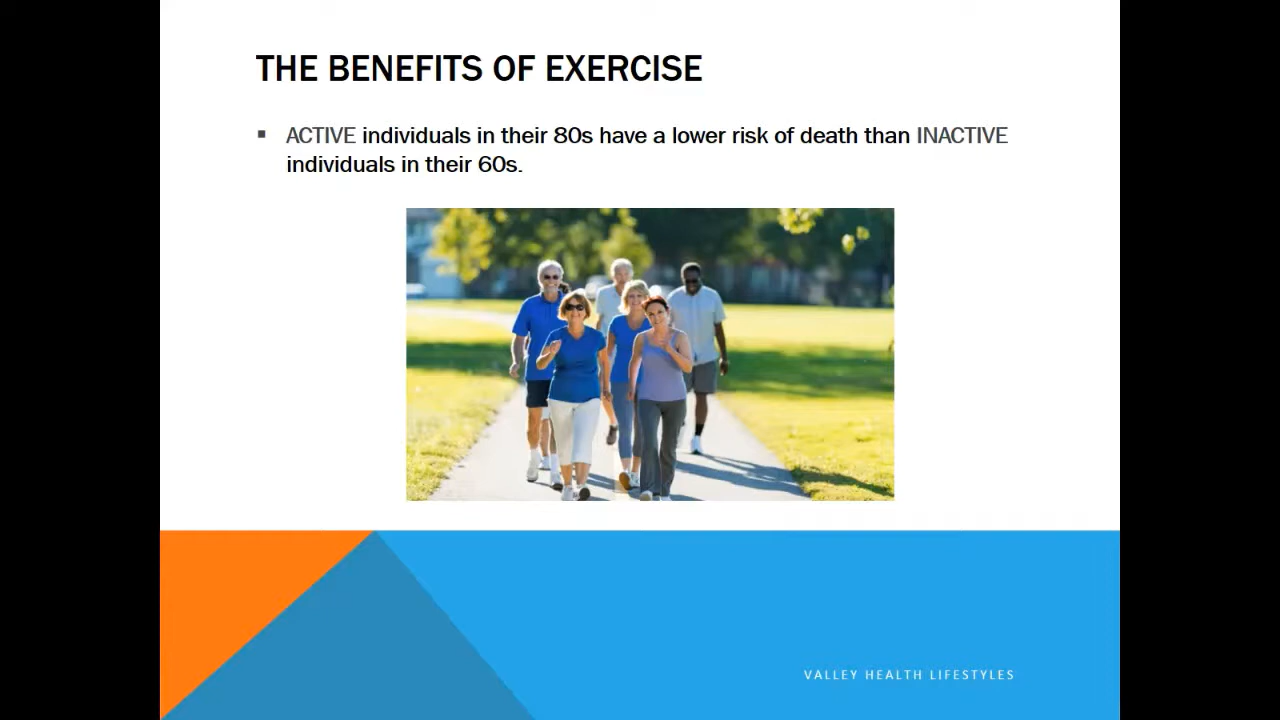 THE BENEFITS OF EXERCISE
▪ ACTIVE individuals in their 80s have a lower risk of death than INACTIVE
individuals in their 60s.
VALLEY HEALTH LIFESTYLES